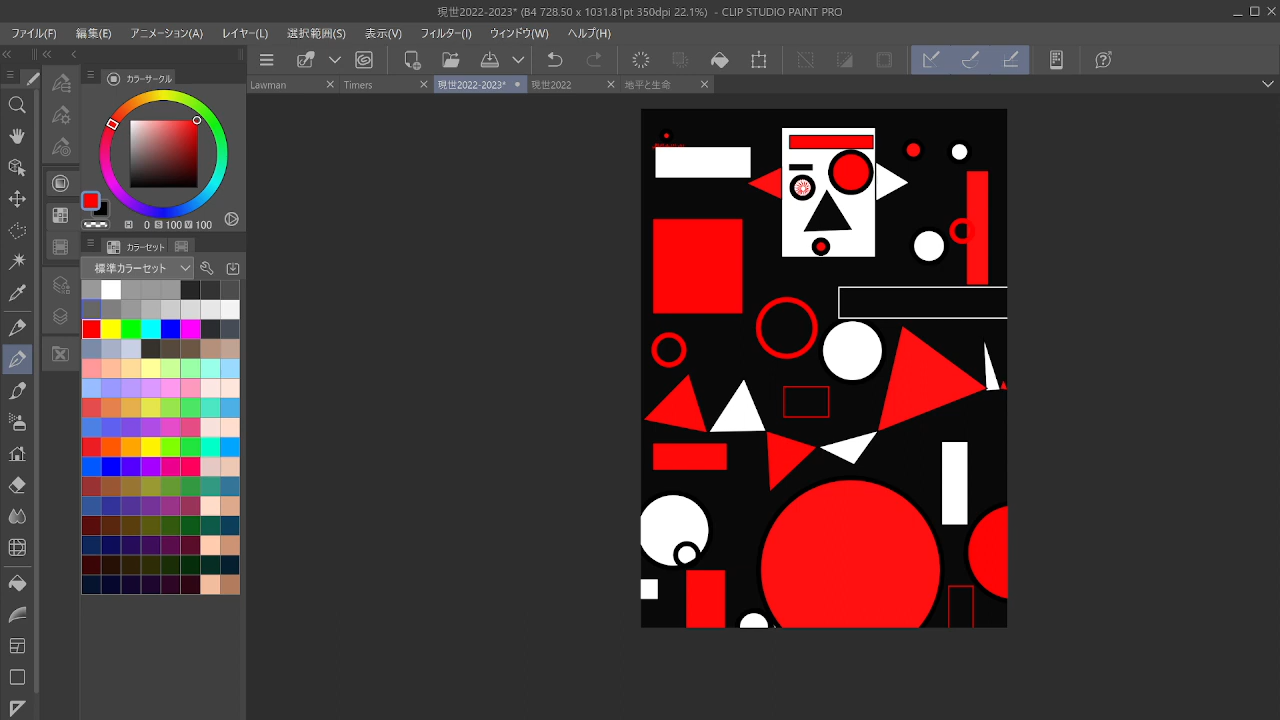 現世2022-2023* (B4 728.50 x 1031.81pt 350dpi 22.1%) - CLIP STUDIO PAINT PRO
ファイル(F) 編集(E) アニメーション(A) レイヤー(L) 選択範囲(S) 表示(V) フィルター(I) ウィンドウ(W) ヘルプ(H)
カラーサークル
Lawman Timers 現世2022-2023* 現世2022 地平と生命
H 0 S 100 V 100
カラーセット
標準カラーセット